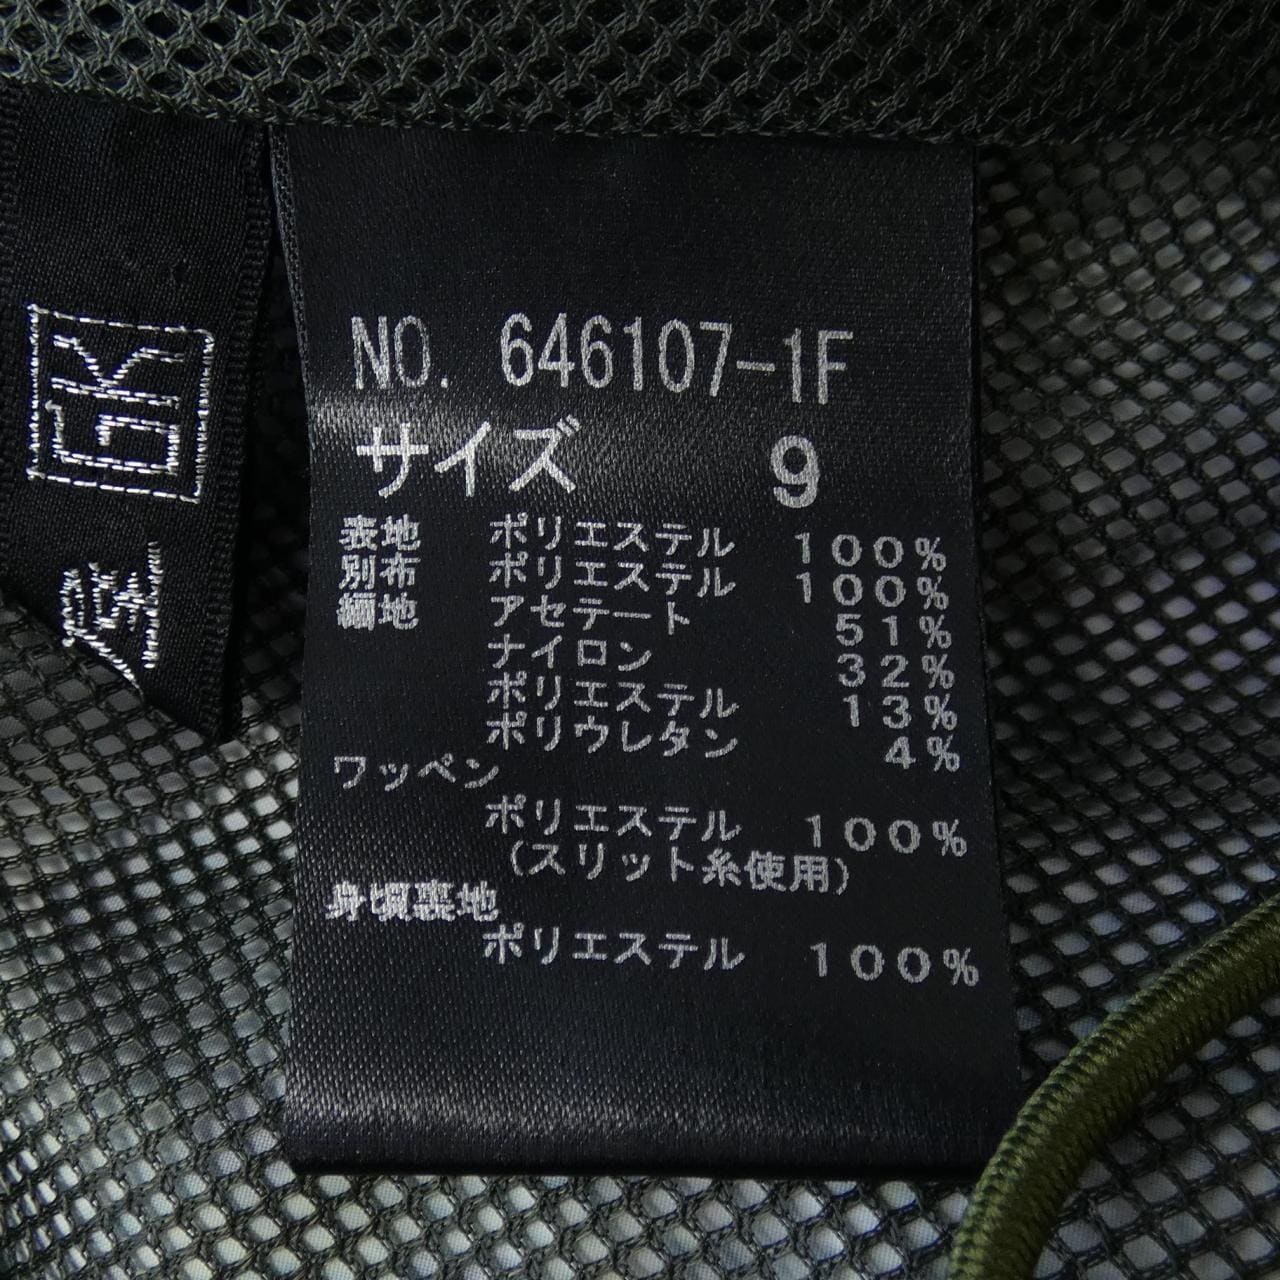 NO. 646107-1F
サイズ 9
表地 ポリエステル 100%
別布 ポリエステル 100%
編地 アセテート 51%
ナイロン 32%
ポリエステル 13%
ポリウレタン 4%
ワッペン
ポリエステル 100%
(スリット糸使用)
身頃裏地
ポリエステル 100%
GK